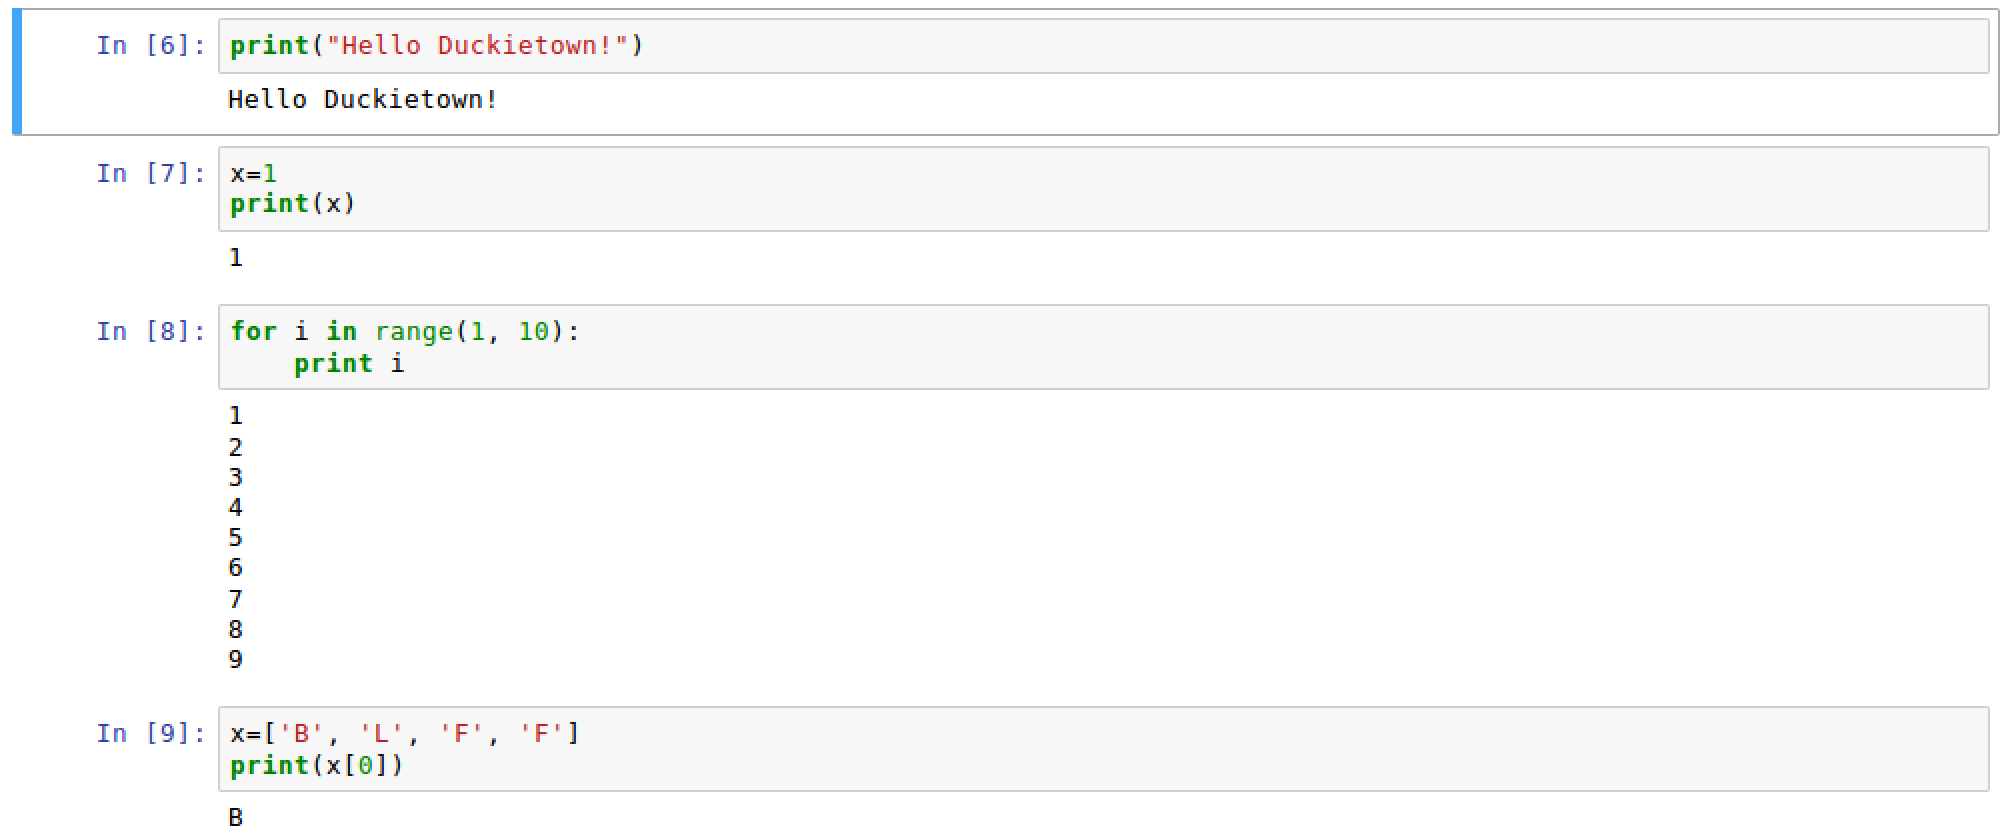 In [6]: print("Hello Duckietown!")
Hello Duckietown!
In [7]: x=1
print(x)
1
In [8]: for i in range(1, 10):
    print i
1
2
3
4
5
6
7
8
9
In [9]: x=['B', 'L', 'F', 'F']
print(x[0])
B